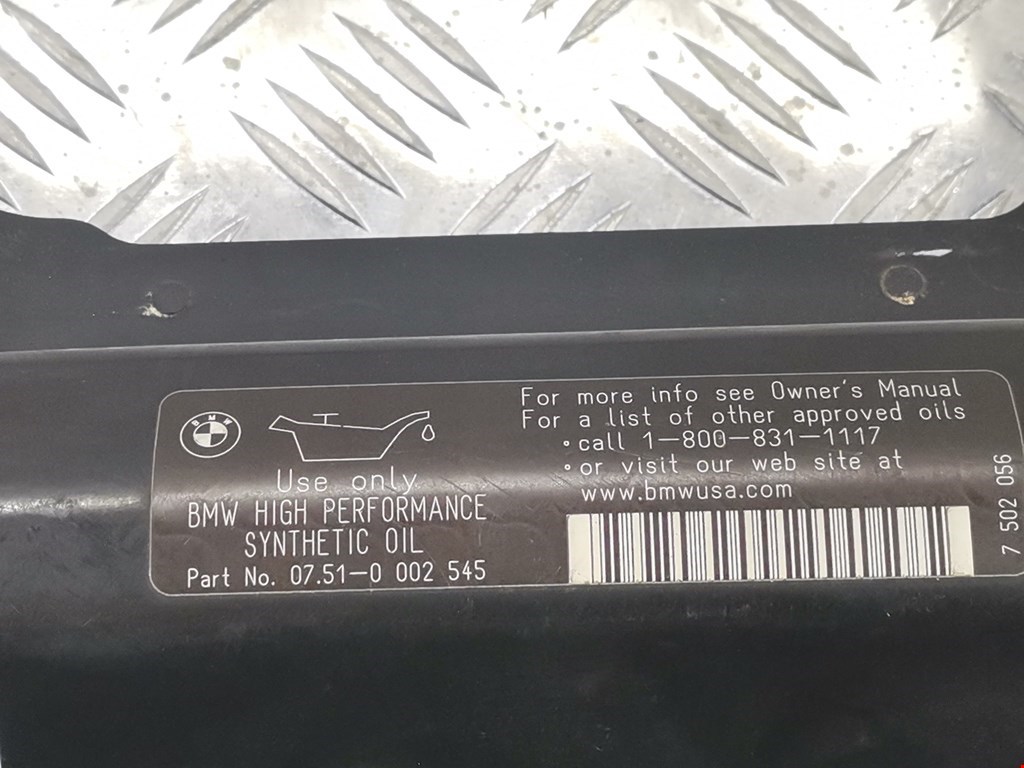 BMW
Use only
BMW HIGH PERFORMANCE
SYNTHETIC OIL
Part No. 07.51-0 002 545
For more info see Owner's Manual
For a list of other approved oils
• call 1-800-831-1117
• or visit our web site at
www.bmwusa.com
7 502 056